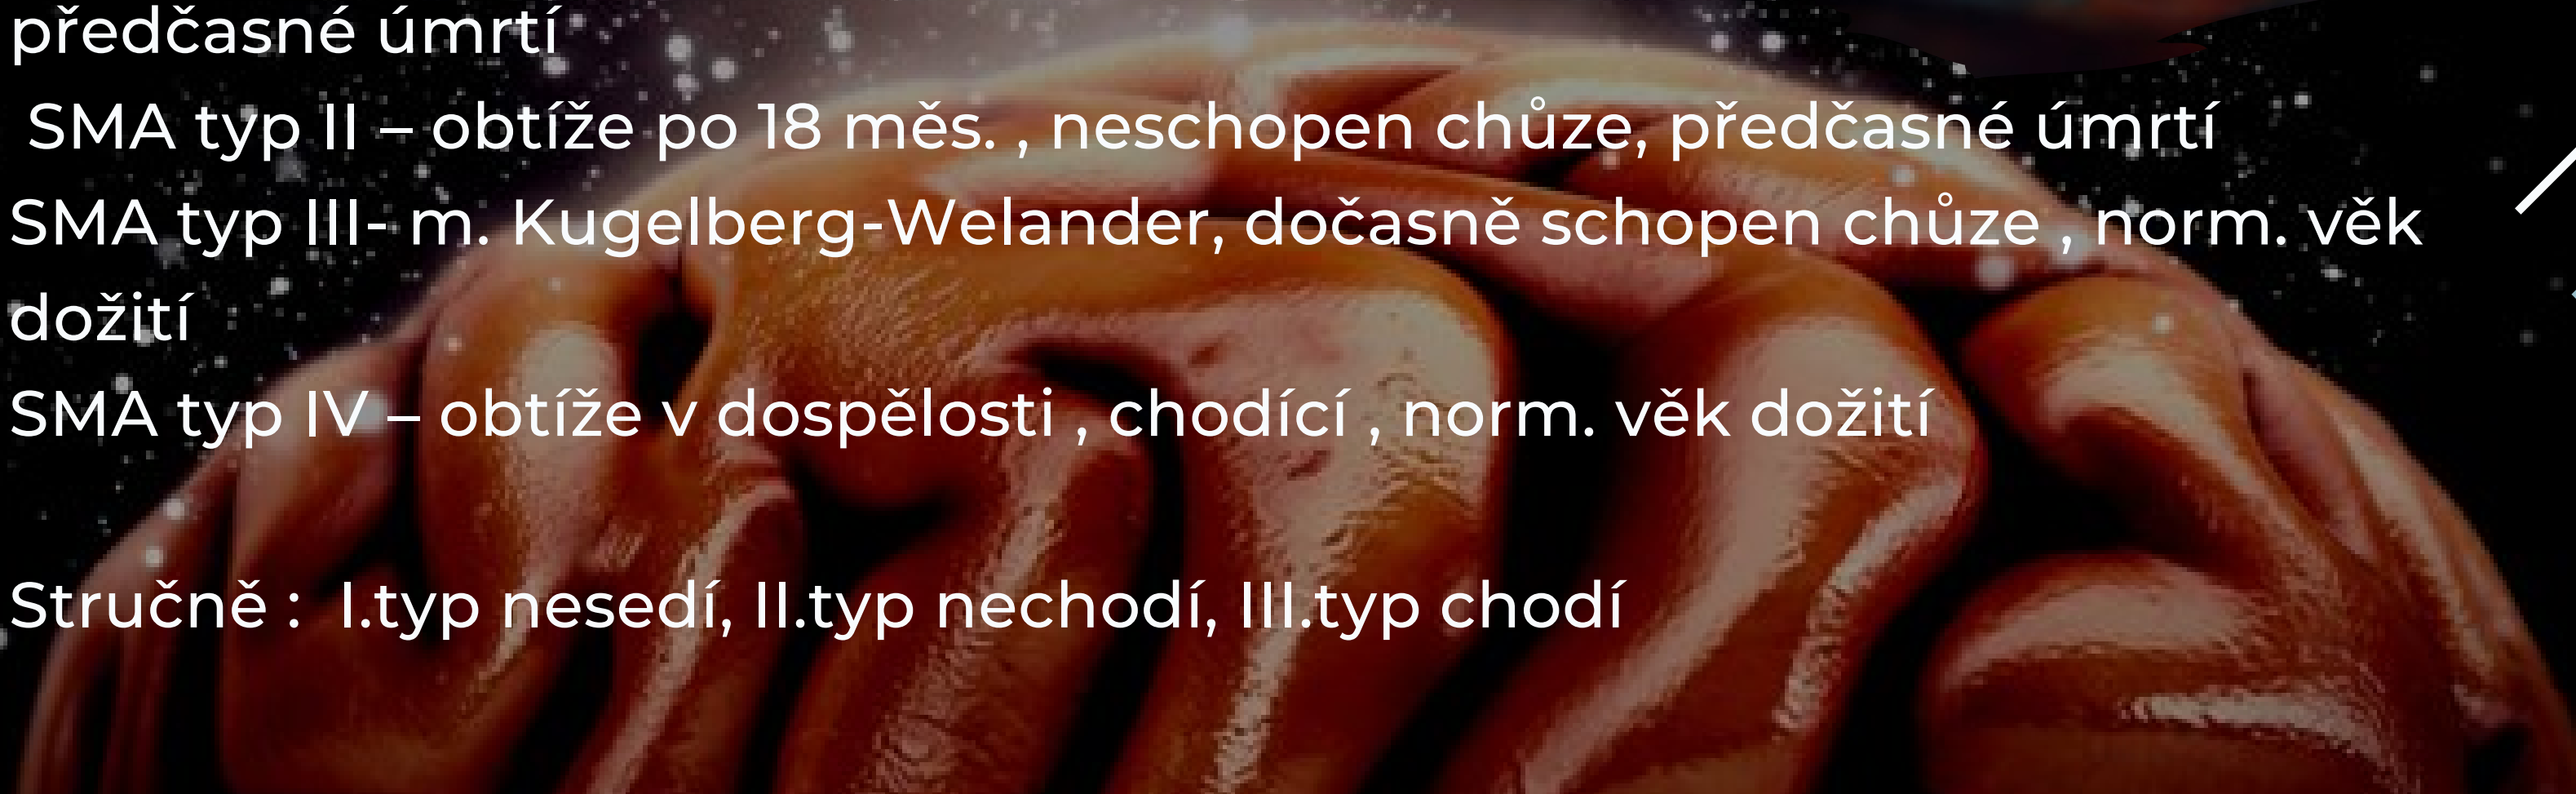 předčasné úmrtí
SMA typ II – obtíže po 18 měs. , neschopen chůze, předčasné úmrtí
SMA typ III- m. Kugelberg-Welander, dočasně schopen chůze , norm. věk
dožití
SMA typ IV – obtíže v dospělosti , chodící , norm. věk dožití
Stručně :  I.typ nesedí, II.typ nechodí, III.typ chodí